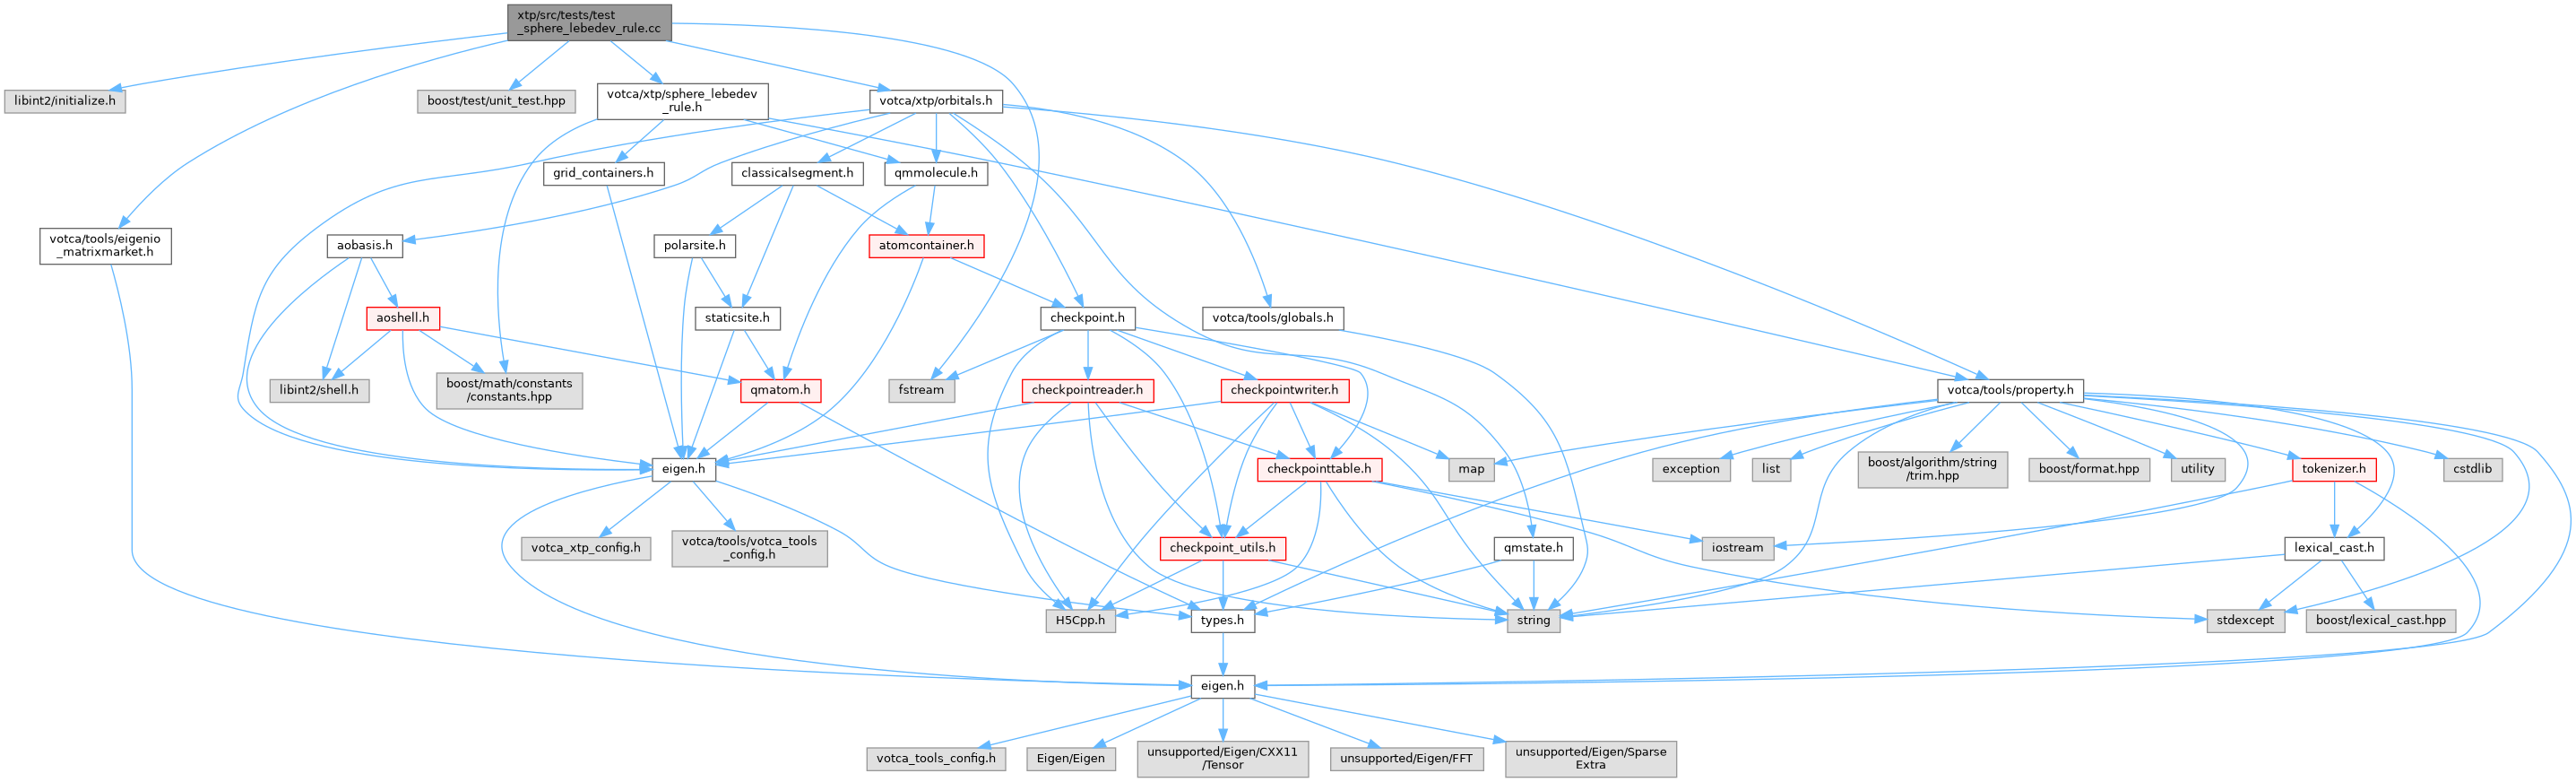 xtp/src/tests/test
_sphere_lebedev_rule.cc
libint2/initialize.h
boost/test/unit_test.hpp
votca/xtp/sphere_lebedev
_rule.h
votca/xtp/orbitals.h
grid_containers.h
classicalsegment.h
qmmolecule.h
votca/tools/eigenio
_matrixmarket.h
aobasis.h
polarsite.h
atomcontainer.h
aoshell.h
staticsite.h
checkpoint.h
votca/tools/globals.h
libint2/shell.h
boost/math/constants
/constants.hpp
qmatom.h
fstream
checkpointreader.h
checkpointwriter.h
votca/tools/property.h
eigen.h
checkpointtable.h
map
exception
list
boost/algorithm/string
/trim.hpp
boost/format.hpp
utility
tokenizer.h
cstdlib
votca_xtp_config.h
votca/tools/votca_tools
_config.h
checkpoint_utils.h
qmstate.h
iostream
lexical_cast.h
H5Cpp.h
types.h
string
stdexcept
boost/lexical_cast.hpp
eigen.h
votca_tools_config.h
Eigen/Eigen
unsupported/Eigen/CXX11
/Tensor
unsupported/Eigen/FFT
unsupported/Eigen/Sparse
Extra